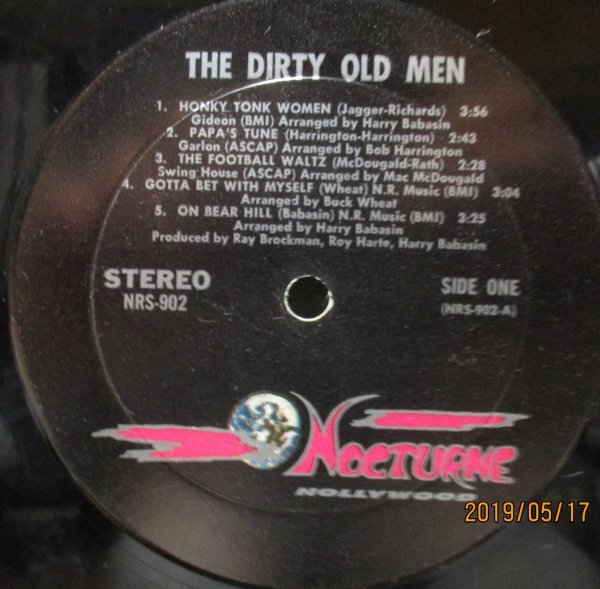 THE DIRTY OLD MEN
1. HONKY TONK WOMEN (Jagger-Richards) 3:56
Gideon (BMI) Arranged by Harry Babasin
2. PAPA'S TUNE (Harrington-Harrington) 2:43
Garlon (ASCAP) Arranged by Bob Harrington
3. THE FOOTBALL WALTZ (McDougald-Rath) 2:28
Swing House (ASCAP) Arranged by Mac McDougald
4. GOTTA BET WITH MYSELF (Wheat) N.R. Music (BMI) 3:04
Arranged by Buck Wheat
5. ON BEAR HILL (Babasin) N.R. Music (BMI) 3:25
Arranged by Harry Babasin
Produced by Ray Brockman, Roy Harte, Harry Babasin
STEREO
NRS-902
SIDE ONE
(NRS-902-A)
NOCTURNE
HOLLYWOOD
2019/05/17